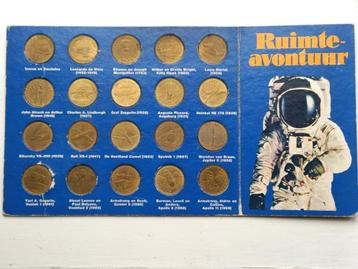 Ruimte-
avontuur
Icarus en Daedalus
Leonardo da Vinci
(1452-1519)
Etienne en Joseph
Montgolfier (1783)
Wilbur en Orville Wright,
Kitty Hawk (1903)
Louis Blériot
(1909)
John Alcock en Arthur
Brown (1919)
Charles A. Lindbergh
(1927)
Graf Zeppelin (1928)
Auguste Piccard,
Augsburg (1931)
Heinkel HE 178 (1939)
Sikorsky VS-300 (1939)
Bell XS-1 (1947)
De Havilland Comet (1952)
Spoetnik 1 (1957)
Wernher von Braun,
Jupiter C (1958)
Yuri A. Gagarin,
Vostok 1 (1961)
Alexei Leonov en
Pavel Belyaev,
Voskhod 2 (1965)
Armstrong en Scott,
Gemini 8 (1966)
Borman, Lovell en
Anders,
Apollo 8 (1968)
Armstrong, Aldrin en
Collins,
Apollo 11 (1969)